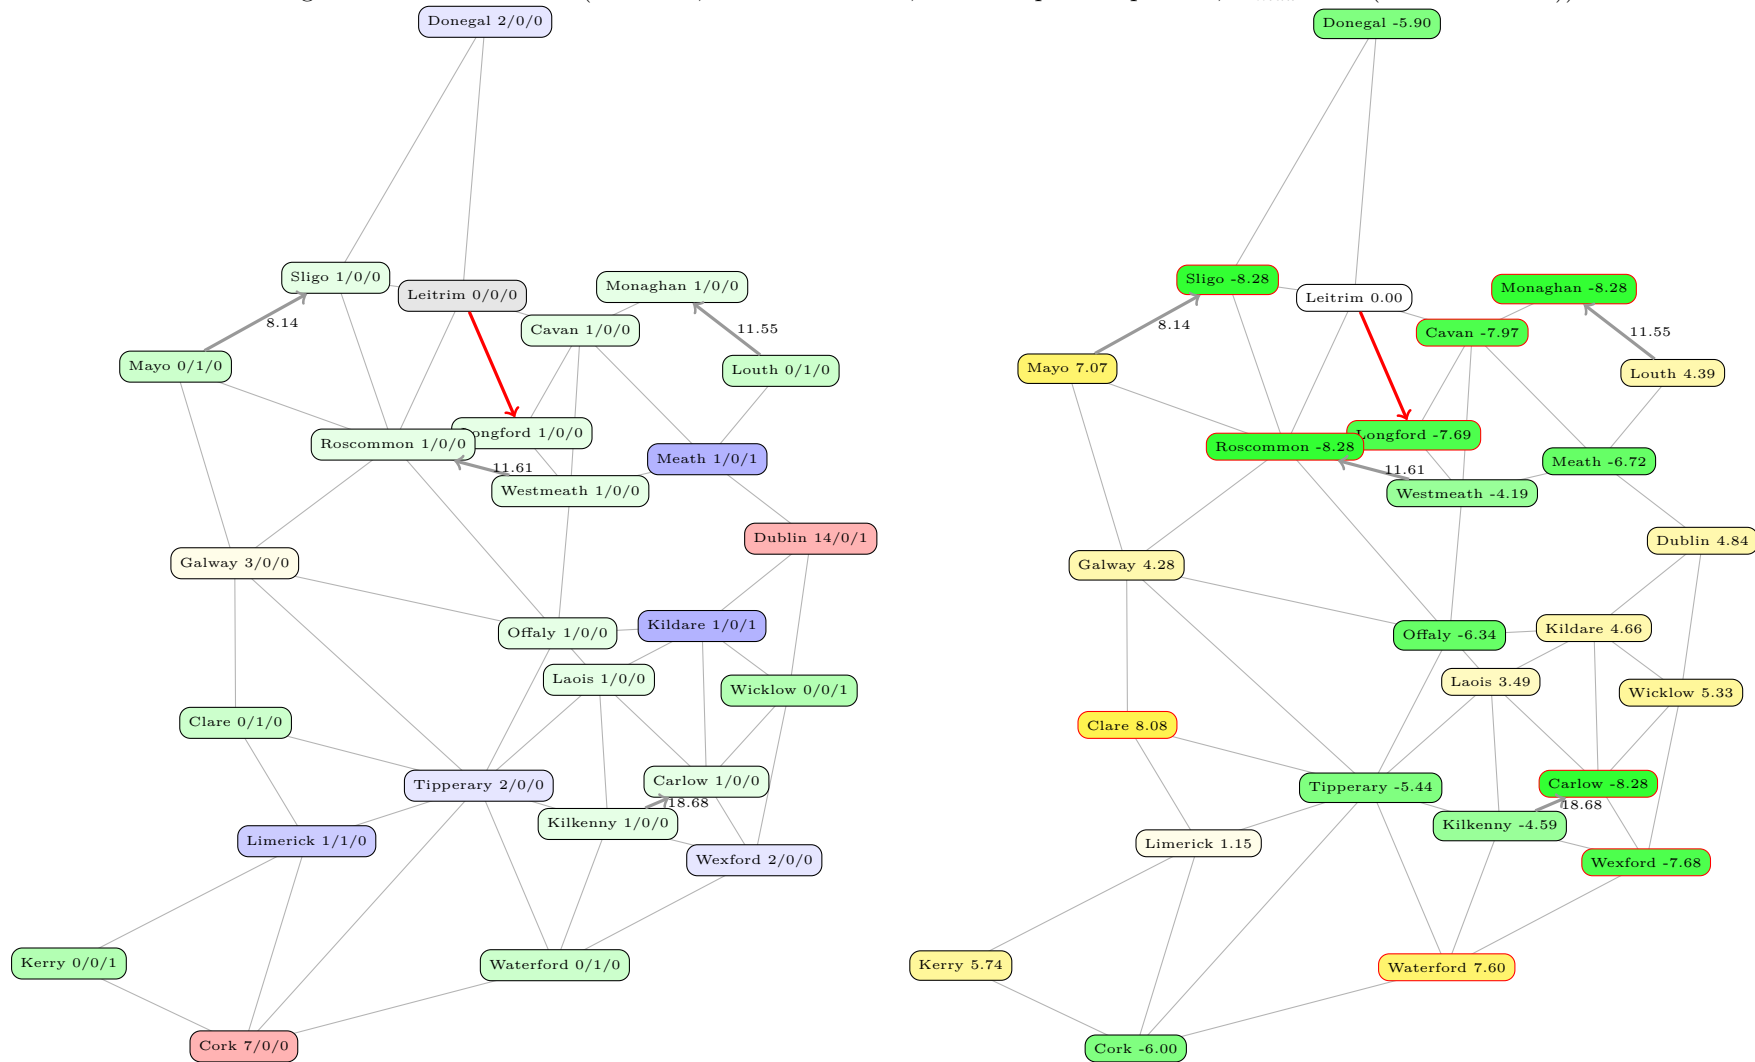 Donegal 2/0/0
Sligo 1/0/0
Leitrim 0/0/0
Monaghan 1/0/0
8.14
Cavan 1/0/0
11.55
Mayo 0/1/0
Louth 0/1/0
Longford 1/0/0
Roscommon 1/0/0
Meath 1/0/1
11.61
Westmeath 1/0/0
Dublin 14/0/1
Galway 3/0/0
Offaly 1/0/0
Kildare 1/0/1
Laois 1/0/0
Wicklow 0/0/1
Clare 0/1/0
Tipperary 2/0/0
Carlow 1/0/0
18.68
Kilkenny 1/0/0
Limerick 1/1/0
Wexford 2/0/0
Kerry 0/0/1
Waterford 0/1/0
Cork 7/0/0
Donegal -5.90
Sligo -8.28
Leitrim 0.00
Monaghan -8.28
8.14
Cavan -7.97
11.55
Mayo 7.07
Louth 4.39
Longford -7.69
Roscommon -8.28
Meath -6.72
11.61
Westmeath -4.19
Dublin 4.84
Galway 4.28
Offaly -6.34
Kildare 4.66
Laois 3.49
Wicklow 5.33
Clare 8.08
Tipperary -5.44
Carlow -8.28
18.68
Kilkenny -4.59
Limerick 1.15
Wexford -7.68
Kerry 5.74
Waterford 7.60
Cork -6.00